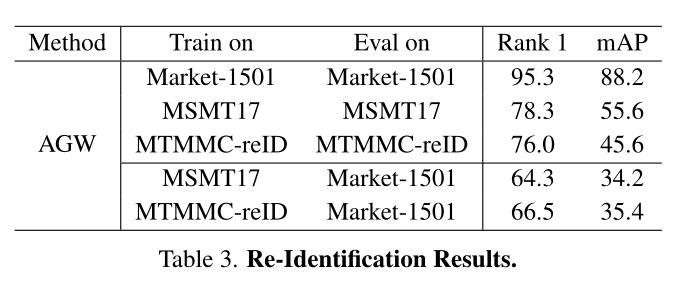 Method Train on Eval on Rank 1 mAP
Market-1501 Market-1501 95.3 88.2
MSMT17 MSMT17 78.3 55.6
AGW MTMMC-reID MTMMC-reID 76.0 45.6
MSMT17 Market-1501 64.3 34.2
MTMMC-reID Market-1501 66.5 35.4
Table 3. Re-Identification Results.